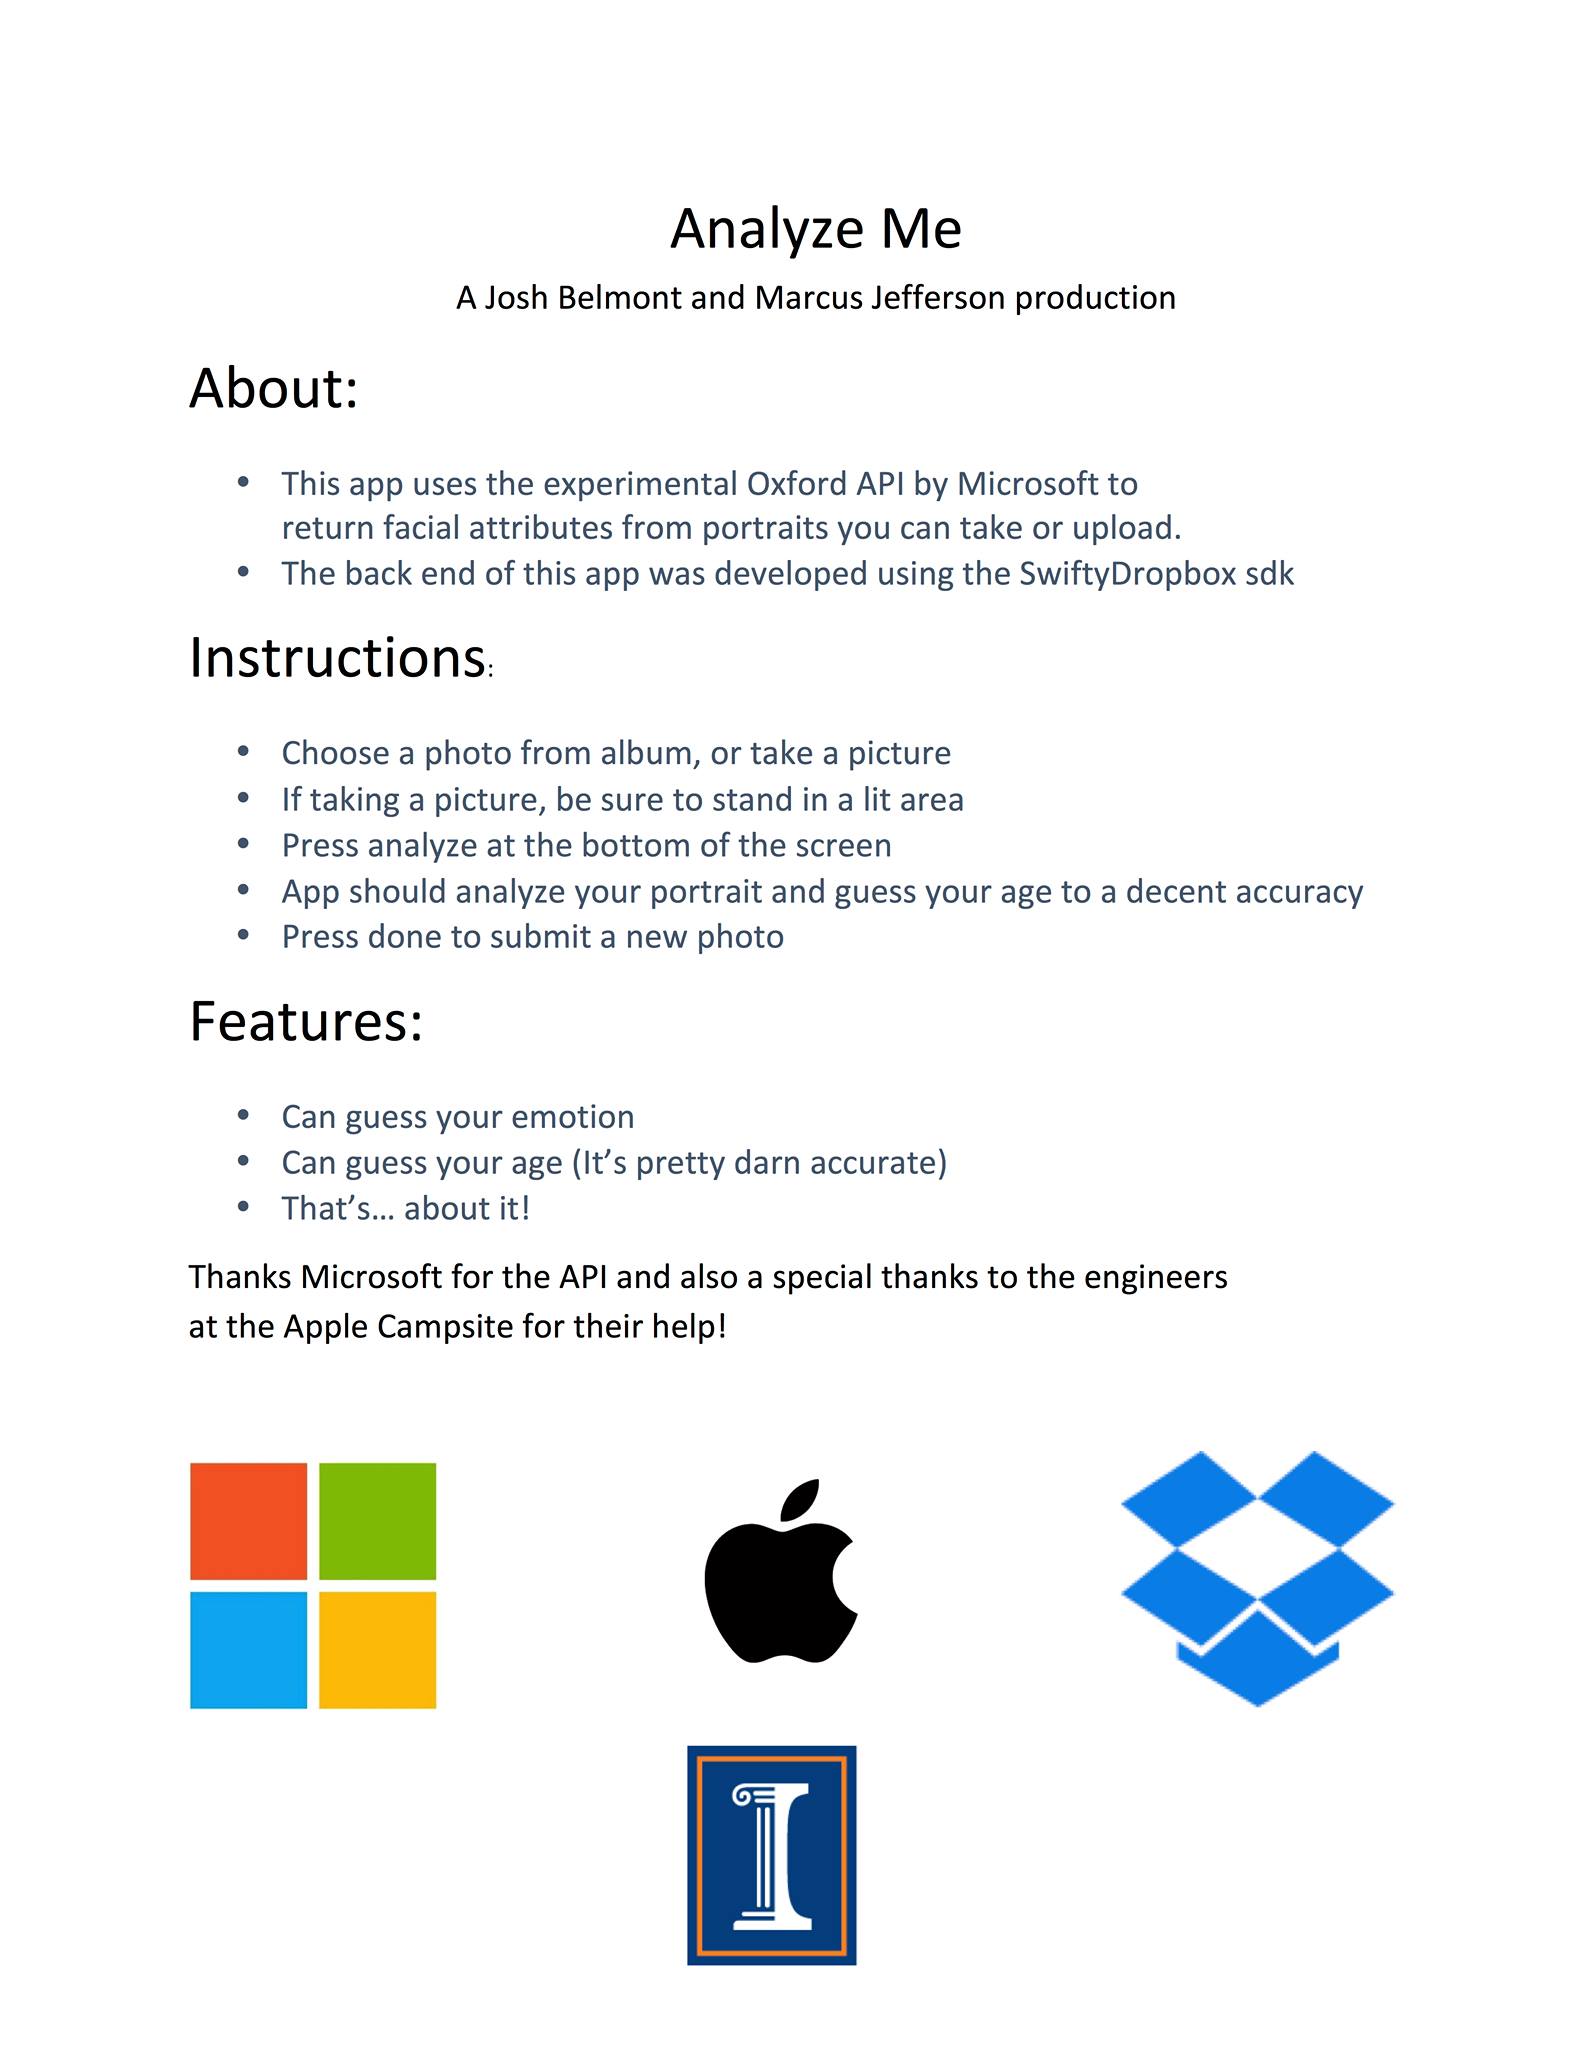 Analyze Me
A Josh Belmont and Marcus Jefferson production
About:
• This app uses the experimental Oxford API by Microsoft to
return facial attributes from portraits you can take or upload.
• The back end of this app was developed using the SwiftyDropbox sdk
Instructions:
• Choose a photo from album, or take a picture
• If taking a picture, be sure to stand in a lit area
• Press analyze at the bottom of the screen
• App should analyze your portrait and guess your age to a decent accuracy
• Press done to submit a new photo
Features:
• Can guess your emotion
• Can guess your age (It’s pretty darn accurate)
• That’s… about it!
Thanks Microsoft for the API and also a special thanks to the engineers
at the Apple Campsite for their help!
I